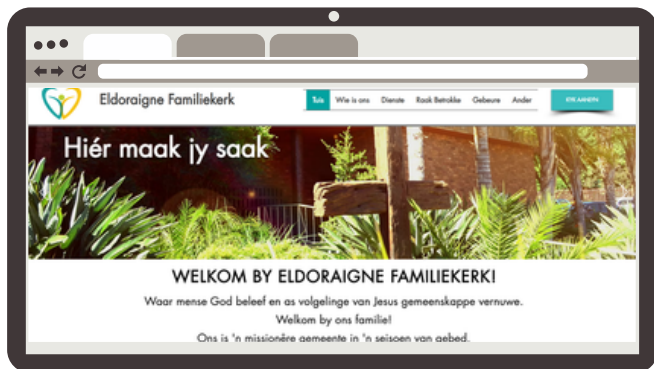 Eldoraigne Familiekerk
Tuis Wie is ons Dienste Raak Betrokke Gebeure Ander
KYK AANLYN
Hiér maak jy saak
WELKOM BY ELDORAIGNE FAMILIEKERK!
Waar mense God beleef en as volgelinge van Jesus gemeenskappe vernuwe.
Welkom by ons familie!
Ons is 'n missionêre gemeente in 'n seisoen van gebed.